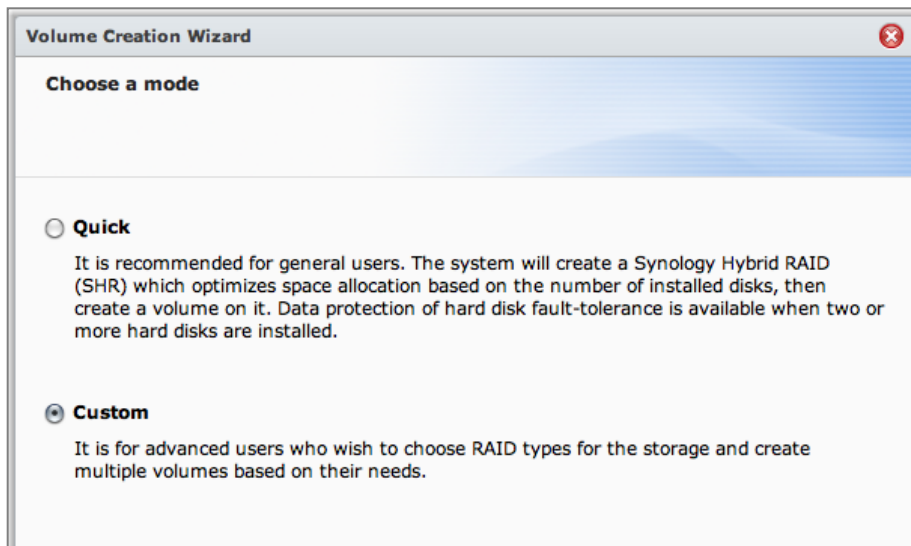 Volume Creation Wizard
Choose a mode
Quick
It is recommended for general users. The system will create a Synology Hybrid RAID
(SHR) which optimizes space allocation based on the number of installed disks, then
create a volume on it. Data protection of hard disk fault-tolerance is available when two or
more hard disks are installed.
Custom
It is for advanced users who wish to choose RAID types for the storage and create
multiple volumes based on their needs.